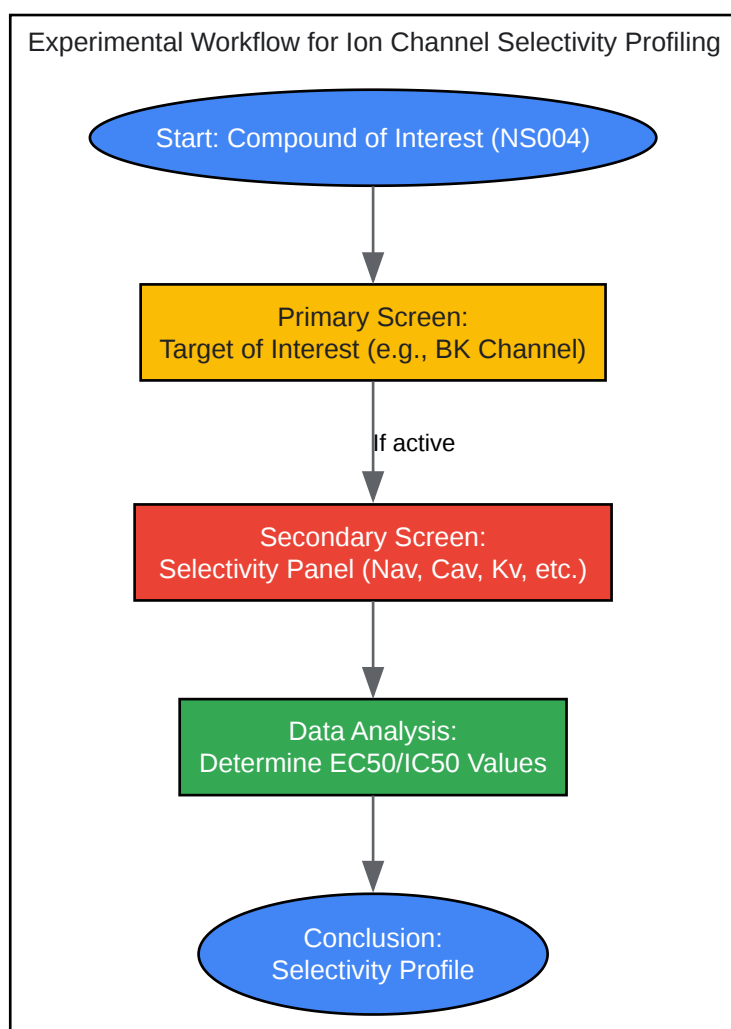 Experimental Workflow for Ion Channel Selectivity Profiling
Start: Compound of Interest (NS004)
Primary Screen:
Target of Interest (e.g., BK Channel)
If active
Secondary Screen:
Selectivity Panel (Nav, Cav, Kv, etc.)
Data Analysis:
Determine EC50/IC50 Values
Conclusion:
Selectivity Profile